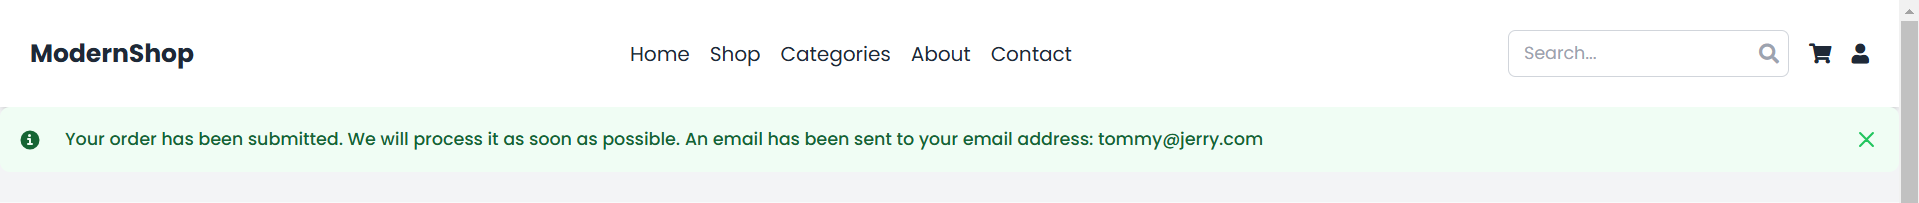 ModernShop
Home Shop Categories About Contact
Search...
Your order has been submitted. We will process it as soon as possible. An email has been sent to your email address: tommy@jerry.com